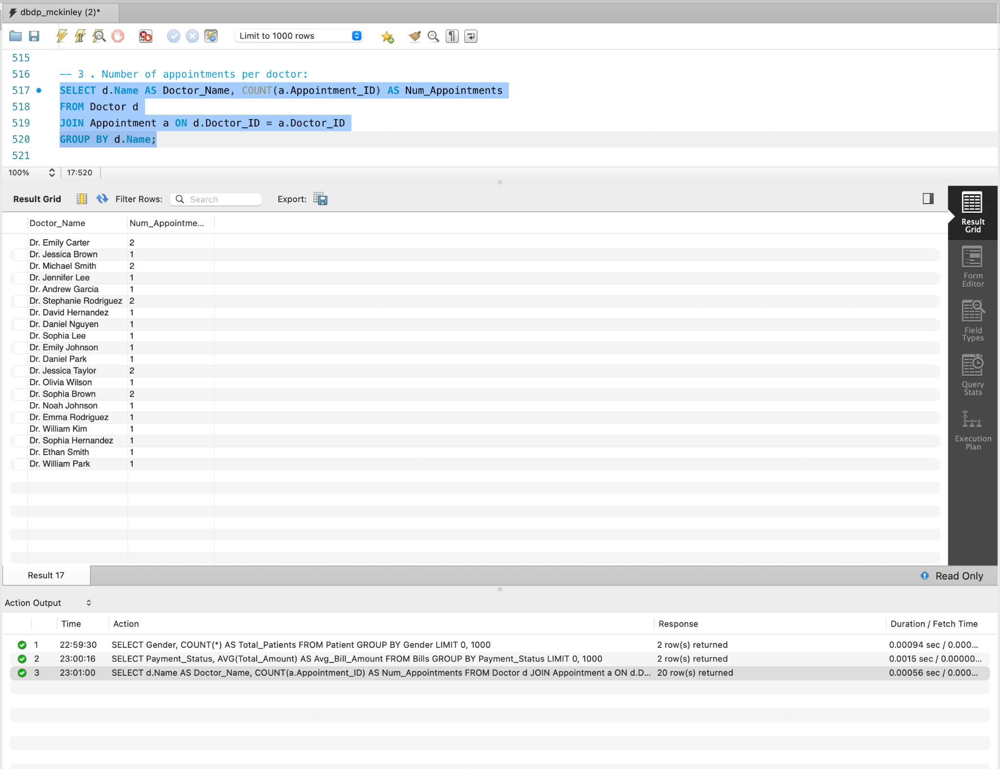 dbdp_mckinley (2)*
Limit to 1000 rows
515
516 -- 3 . Number of appointments per doctor:
517 SELECT d.Name AS Doctor_Name, COUNT(a.Appointment_ID) AS Num_Appointments
518 FROM Doctor d
519 JOIN Appointment a ON d.Doctor_ID = a.Doctor_ID
520 GROUP BY d.Name;
521
100% 17:520
Result Grid Filter Rows: Search Export:
Doctor_Name Num_Appointme...
Dr. Emily Carter 2
Dr. Jessica Brown 1
Dr. Michael Smith 2
Dr. Jennifer Lee 1
Dr. Andrew Garcia 1
Dr. Stephanie Rodriguez 2
Dr. David Hernandez 1
Dr. Daniel Nguyen 1
Dr. Sophia Lee 1
Dr. Emily Johnson 1
Dr. Daniel Park 1
Dr. Jessica Taylor 2
Dr. Olivia Wilson 1
Dr. Sophia Brown 2
Dr. Noah Johnson 1
Dr. Emma Rodriguez 1
Dr. William Kim 1
Dr. Sophia Hernandez 1
Dr. Ethan Smith 1
Dr. William Park 1
Result
Grid
Form
Editor
Field
Types
Query
Stats
Execution
Plan
Result 17 Read Only
Action Output
Time Action Response Duration / Fetch Time
1 22:59:30 SELECT Gender, COUNT(*) AS Total_Patients FROM Patient GROUP BY Gender LIMIT 0, 1000 2 row(s) returned 0.00094 sec / 0.000...
2 23:00:16 SELECT Payment_Status, AVG(Total_Amount) AS Avg_Bill_Amount FROM Bills GROUP BY Payment_Status LIMIT 0, 1000 2 row(s) returned 0.0015 sec / 0.00000...
3 23:01:00 SELECT d.Name AS Doctor_Name, COUNT(a.Appointment_ID) AS Num_Appointments FROM Doctor d JOIN Appointment a ON d.D... 20 row(s) returned 0.00056 sec / 0.000...